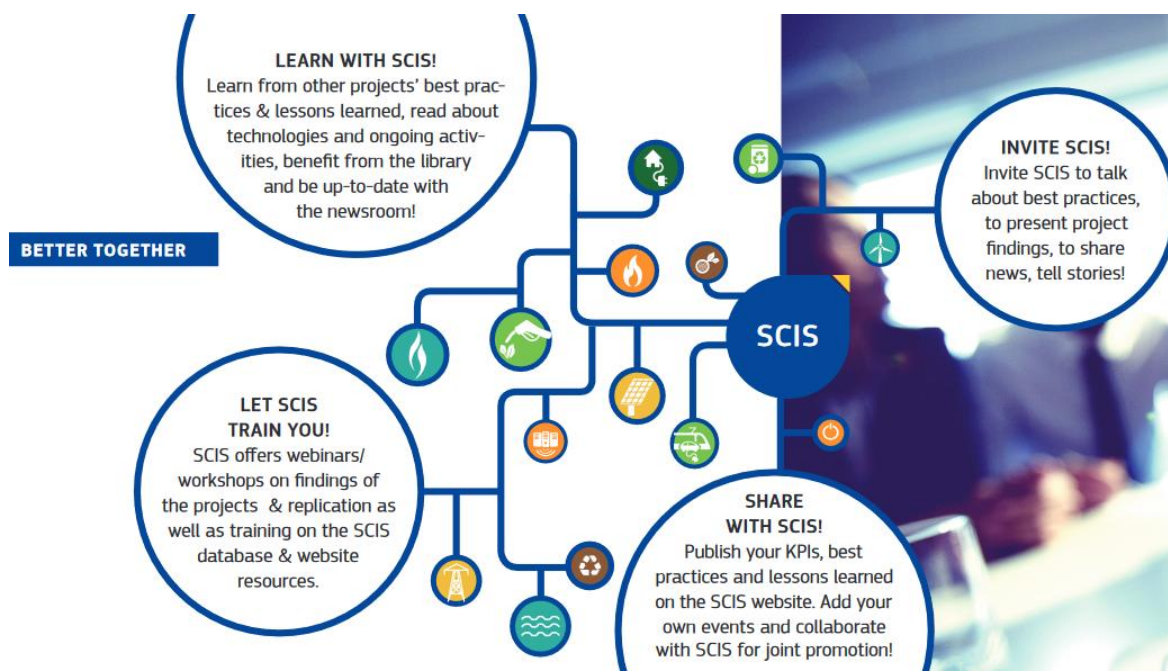 LEARN WITH SCIS!
Learn from other projects' best prac-
tices & lessons learned, read about
technologies and ongoing activ-
ities, benefit from the library
and be up-to-date with
the newsroom!
BETTER TOGETHER
INVITE SCIS!
Invite SCIS to talk
about best practices,
to present project
findings, to share
news, tell stories!
SCIS
LET SCIS
TRAIN YOU!
SCIS offers webinars/
workshops on findings of
the projects & replication as
well as training on the SCIS
database & website
resources.
SHARE
WITH SCIS!
Publish your KPIs, best
practices and lessons learned
on the SCIS website. Add your
own events and collaborate
with SCIS for joint promotion!